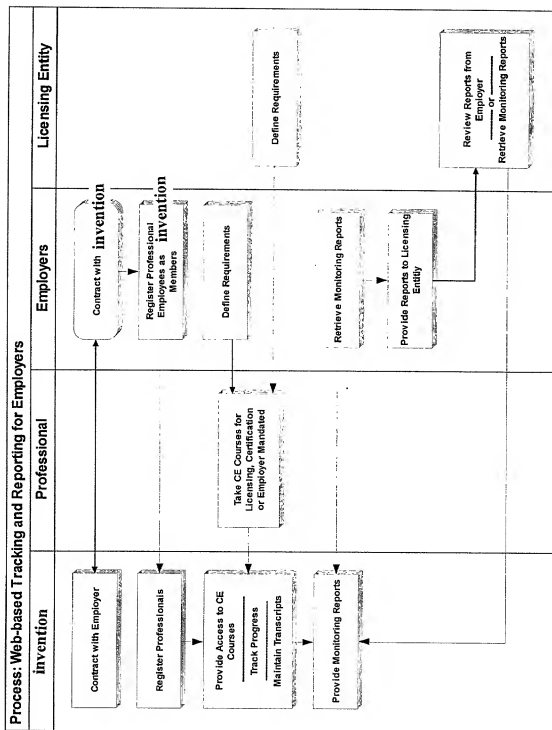 Process: Web-based Tracking and Reporting for Employers
invention
Professional
Employers
Licensing Entity
Contract with Employer
Contract with invention
Register Professionals
Register Professional
Employees as invention
Members
Provide Access to CE
Courses
Track Progress
Maintain Transcripts
Take CE Courses for
Licensing, Certification
or Employer Mandated
Define Requirements
Define Requirements
Provide Monitoring Reports
Retrieve Monitoring Reports
Provide Reports to Licensing
Entity
Review Reports from
Employer
or
Retrieve Monitoring Reports